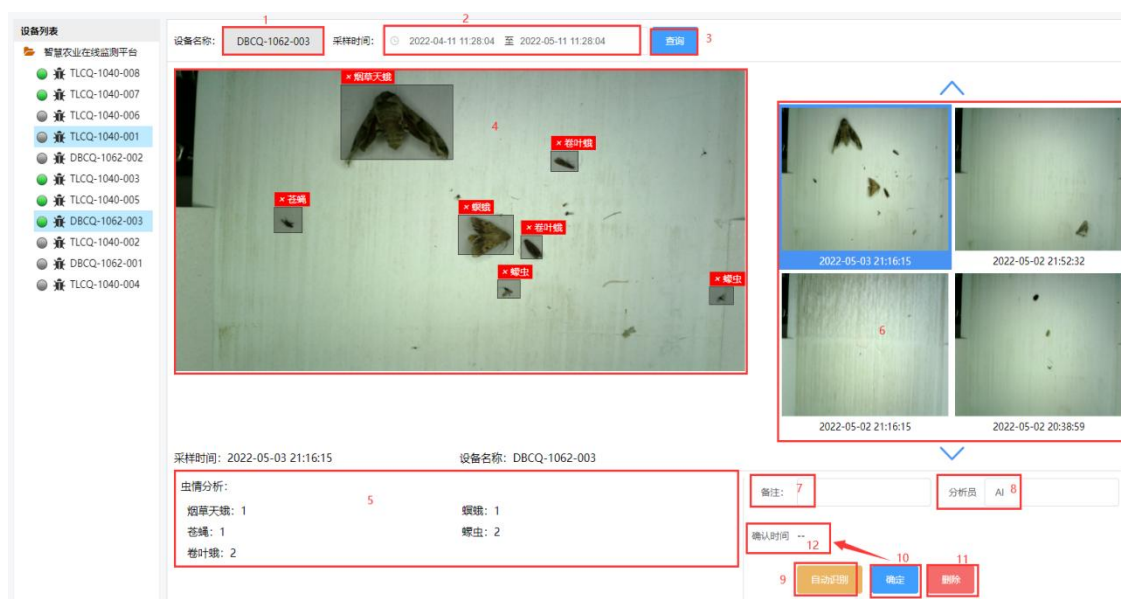 设备列表
智慧农业在线监测平台
TLCQ-1040-008
TLCQ-1040-007
TLCQ-1040-006
TLCQ-1040-001
DBCQ-1062-002
TLCQ-1040-003
TLCQ-1040-005
DBCQ-1062-003
TLCQ-1040-002
DBCQ-1062-001
TLCQ-1040-004
1
2
设备名称: DBCQ-1062-003 采样时间: 2022-04-11 11:28:04 至 2022-05-11 11:28:04 查询 3
× 烟草天蛾
4
× 卷叶蛾
× 苍蝇
× 螟蛾
× 卷叶蛾
× 蠓虫
× 蠓虫
2022-05-03 21:16:15 2022-05-02 21:52:32
6
2022-05-02 21:16:15 2022-05-02 20:38:59
采样时间: 2022-05-03 21:16:15 设备名称: DBCQ-1062-003
虫情分析:
5
烟草天蛾: 1 螟蛾: 1
苍蝇: 1 蠓虫: 2
卷叶蛾: 2
备注: 7 分析员 AI 8
确认时间 --
12
10 11
9 自动识别 确定 删除